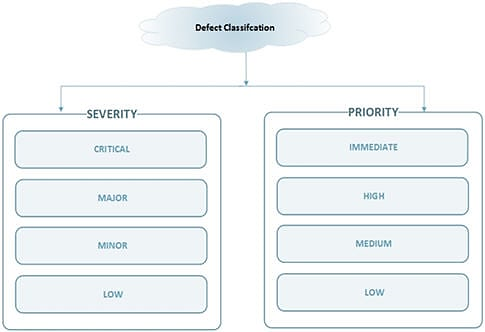 Defect Classifcation
SEVERITY
CRITICAL
MAJOR
MINOR
LOW
PRIORITY
IMMEDIATE
HIGH
MEDIUM
LOW